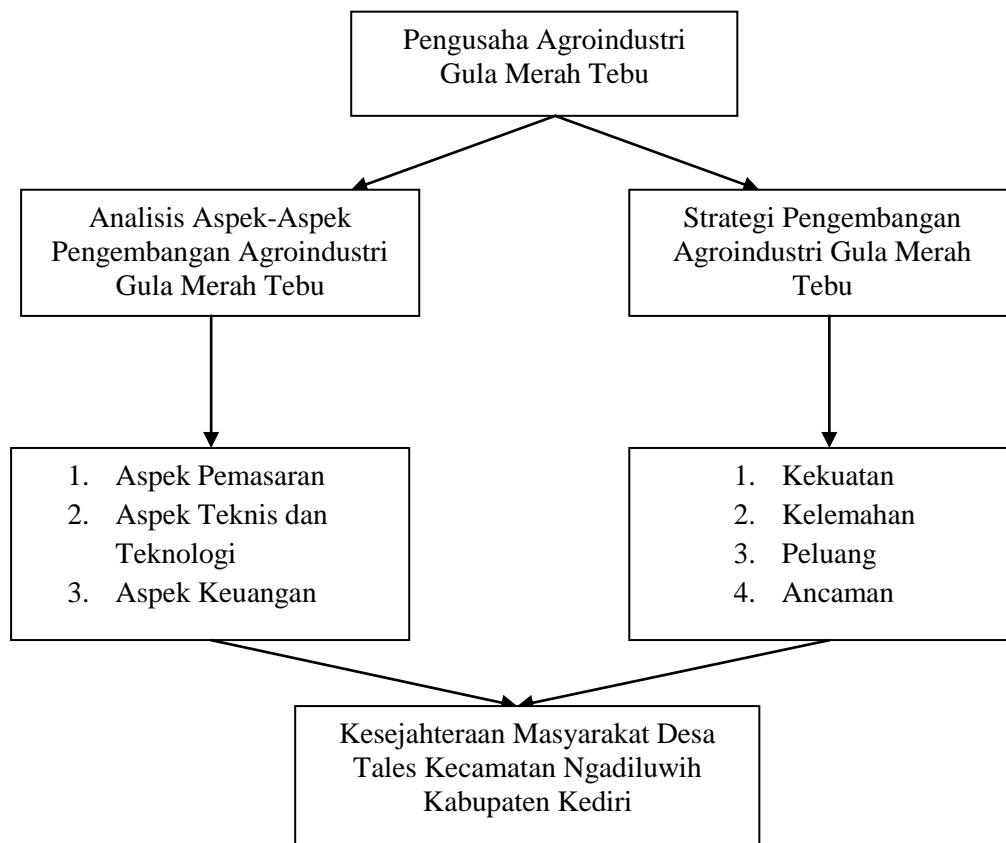 Pengusaha Agroindustri
Gula Merah Tebu
Analisis Aspek-Aspek
Pengembangan Agroindustri
Gula Merah Tebu
Strategi Pengembangan
Agroindustri Gula Merah
Tebu
1. Aspek Pemasaran
2. Aspek Teknis dan
Teknologi
3. Aspek Keuangan
1. Kekuatan
2. Kelemahan
3. Peluang
4. Ancaman
Kesejahteraan Masyarakat Desa
Tales Kecamatan Ngadiluwih
Kabupaten Kediri